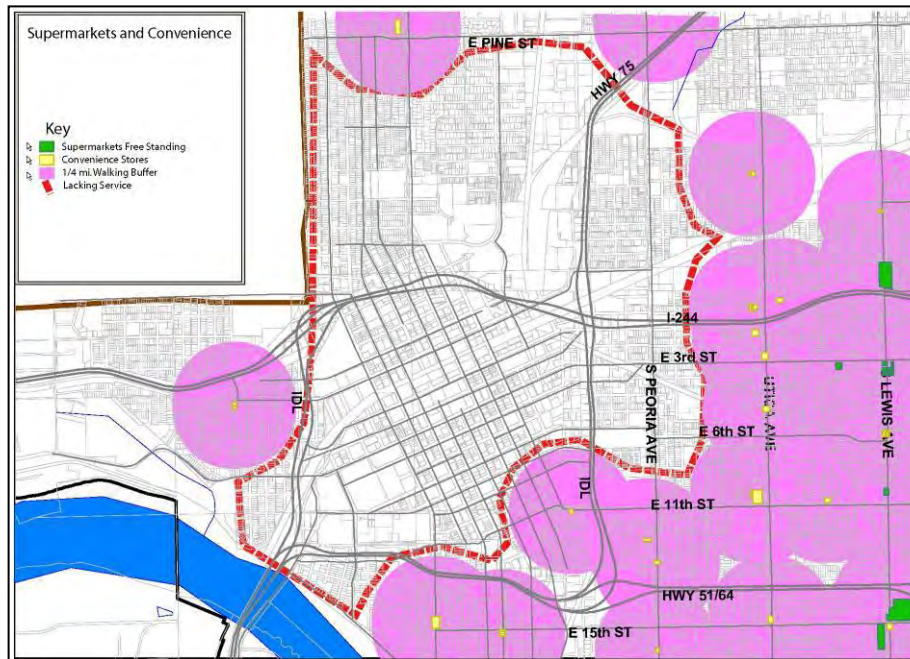 Supermarkets and Convenience
Key
Supermarkets Free Standing
Convenience Stores
1/4 mi. Walking Buffer
Lacking Service
E PINE ST
HWY 75
I-244
E 3rd ST
S PEORIA AVE
UTICA AVE
LEWIS AVE
IDL
E 6th ST
IDL
E 11th ST
HWY 51/64
E 15th ST